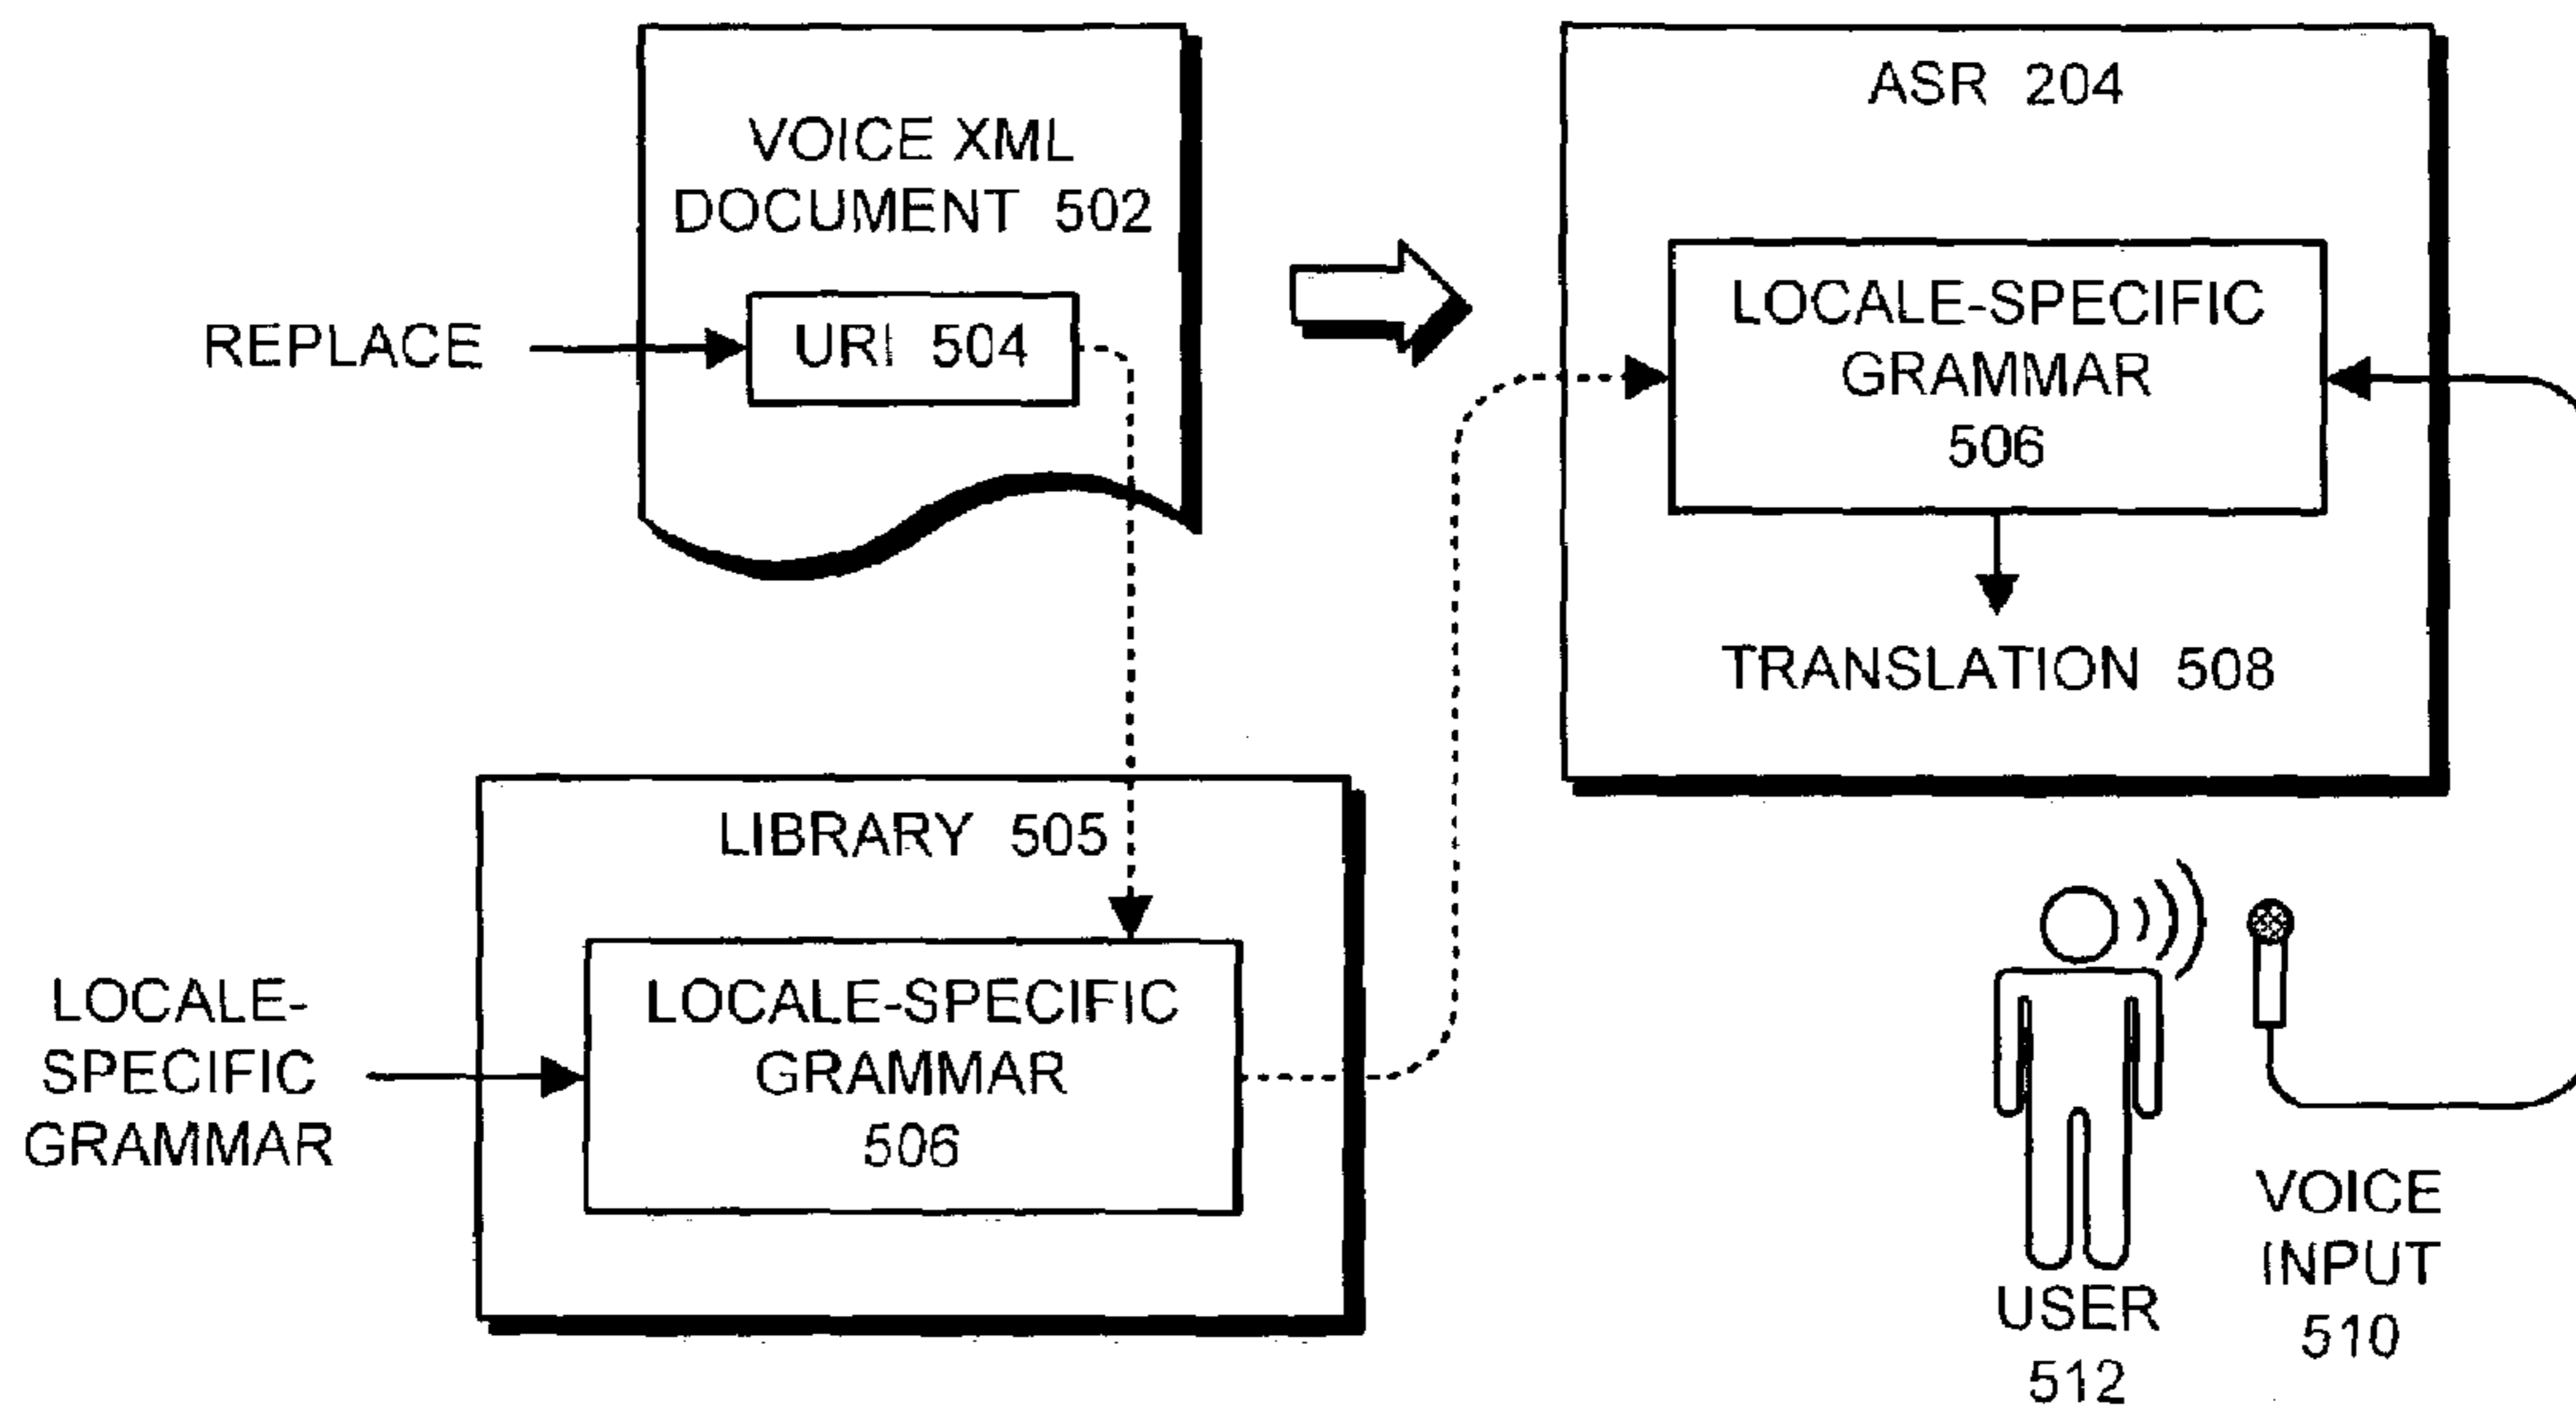 VOICE XML
DOCUMENT 502
REPLACE
URI 504
ASR 204
LOCALE-SPECIFIC
GRAMMAR
506
TRANSLATION 508
LIBRARY 505
LOCALE-
SPECIFIC
GRAMMAR
LOCALE-SPECIFIC
GRAMMAR
506
USER
512
VOICE
INPUT
510